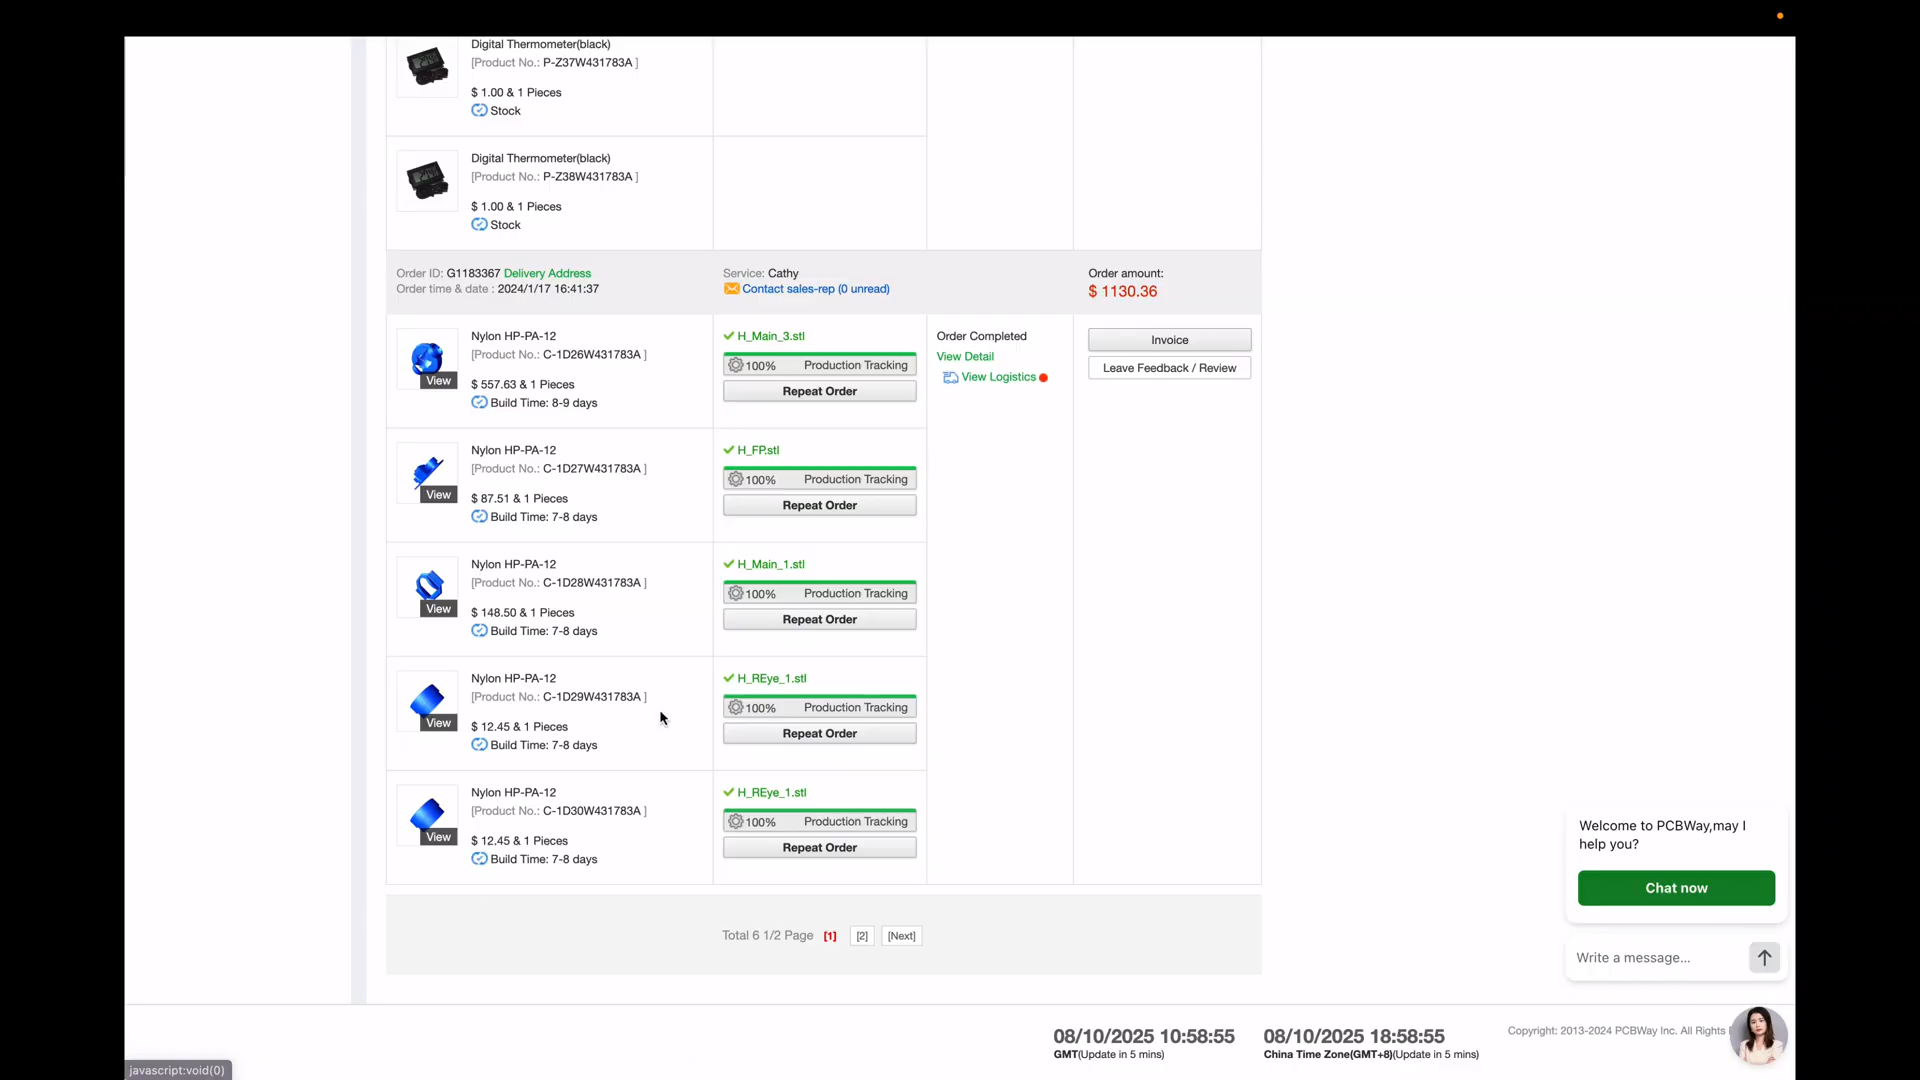 Digital Thermometer(black)
[Product No.: P-Z37W431783A ]
$ 1.00 & 1 Pieces
Stock
Digital Thermometer(black)
[Product No.: P-Z38W431783A ]
$ 1.00 & 1 Pieces
Stock
Order ID: G1183367 Delivery Address
Order time & date : 2024/1/17 16:41:37
Service: Cathy
Contact sales-rep (0 unread)
Order amount:
$ 1130.36
Nylon HP-PA-12
[Product No.: C-1D26W431783A ]
View
$ 557.63 & 1 Pieces
Build Time: 8-9 days
H_Main_3.stl
100% Production Tracking
Repeat Order
Order Completed
View Detail
View Logistics
Invoice
Leave Feedback / Review
Nylon HP-PA-12
[Product No.: C-1D27W431783A ]
View
$ 87.51 & 1 Pieces
Build Time: 7-8 days
H_FP.stl
100% Production Tracking
Repeat Order
Nylon HP-PA-12
[Product No.: C-1D28W431783A ]
View
$ 148.50 & 1 Pieces
Build Time: 7-8 days
H_Main_1.stl
100% Production Tracking
Repeat Order
Nylon HP-PA-12
[Product No.: C-1D29W431783A ]
View
$ 12.45 & 1 Pieces
Build Time: 7-8 days
H_REye_1.stl
100% Production Tracking
Repeat Order
Nylon HP-PA-12
[Product No.: C-1D30W431783A ]
View
$ 12.45 & 1 Pieces
Build Time: 7-8 days
H_REye_1.stl
100% Production Tracking
Repeat Order
Total 6 1/2 Page [1] [2] [Next]
Welcome to PCBWay,may I
help you?
Chat now
Write a message...
08/10/2025 10:58:55
GMT(Update in 5 mins)
08/10/2025 18:58:55
China Time Zone(GMT+8)(Update in 5 mins)
Copyright: 2013-2024 PCBWay Inc. All Rights
javascript:void(0)